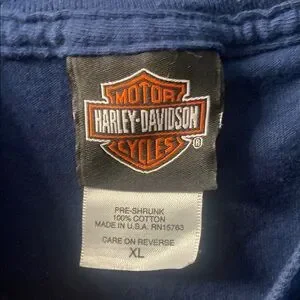 MOTOR
HARLEY-DAVIDSON
CYCLES
®
PRE-SHRUNK
100% COTTON
MADE IN U.S.A. RN15763
CARE ON REVERSE
XL